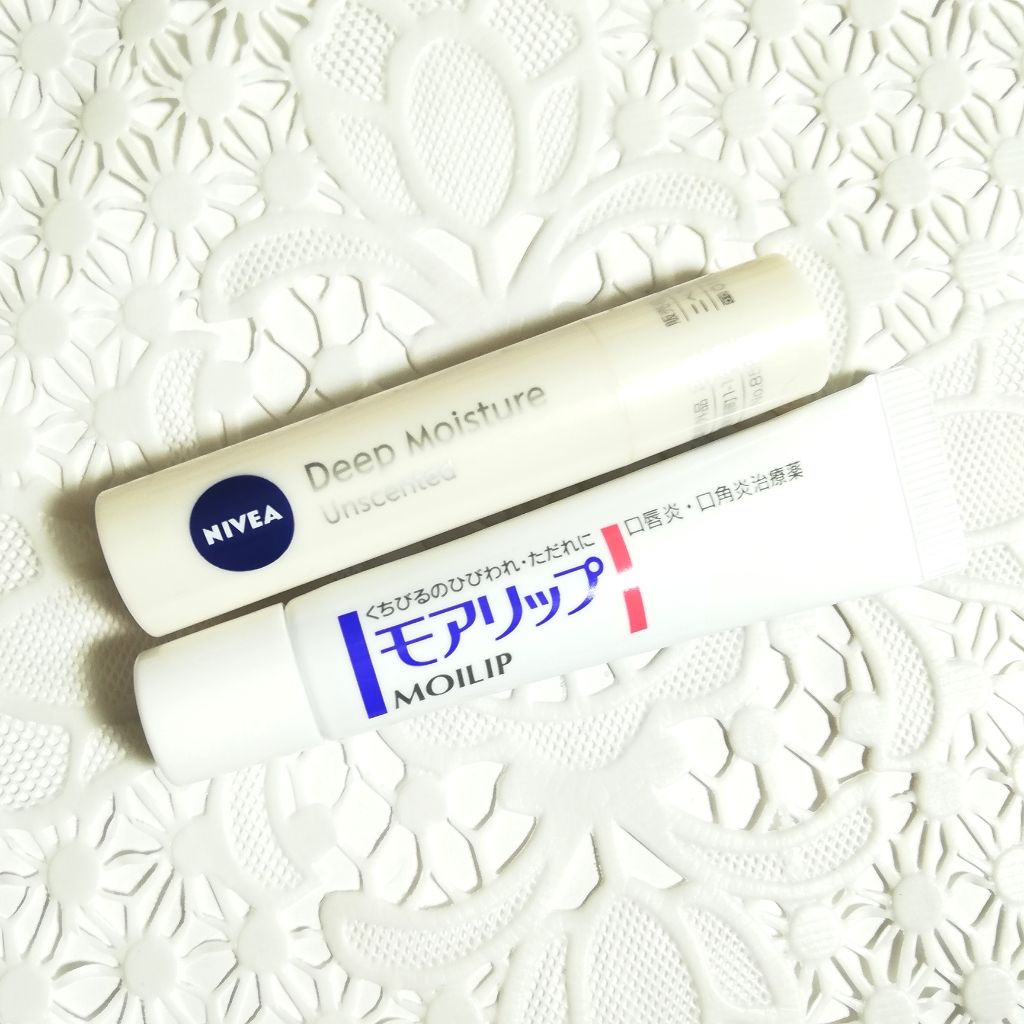 NIVEA
Deep Moisture
Unscented
くちびるのひびわれ・ただれに
モアリップ
MOILIP
口唇炎・口角炎治療薬